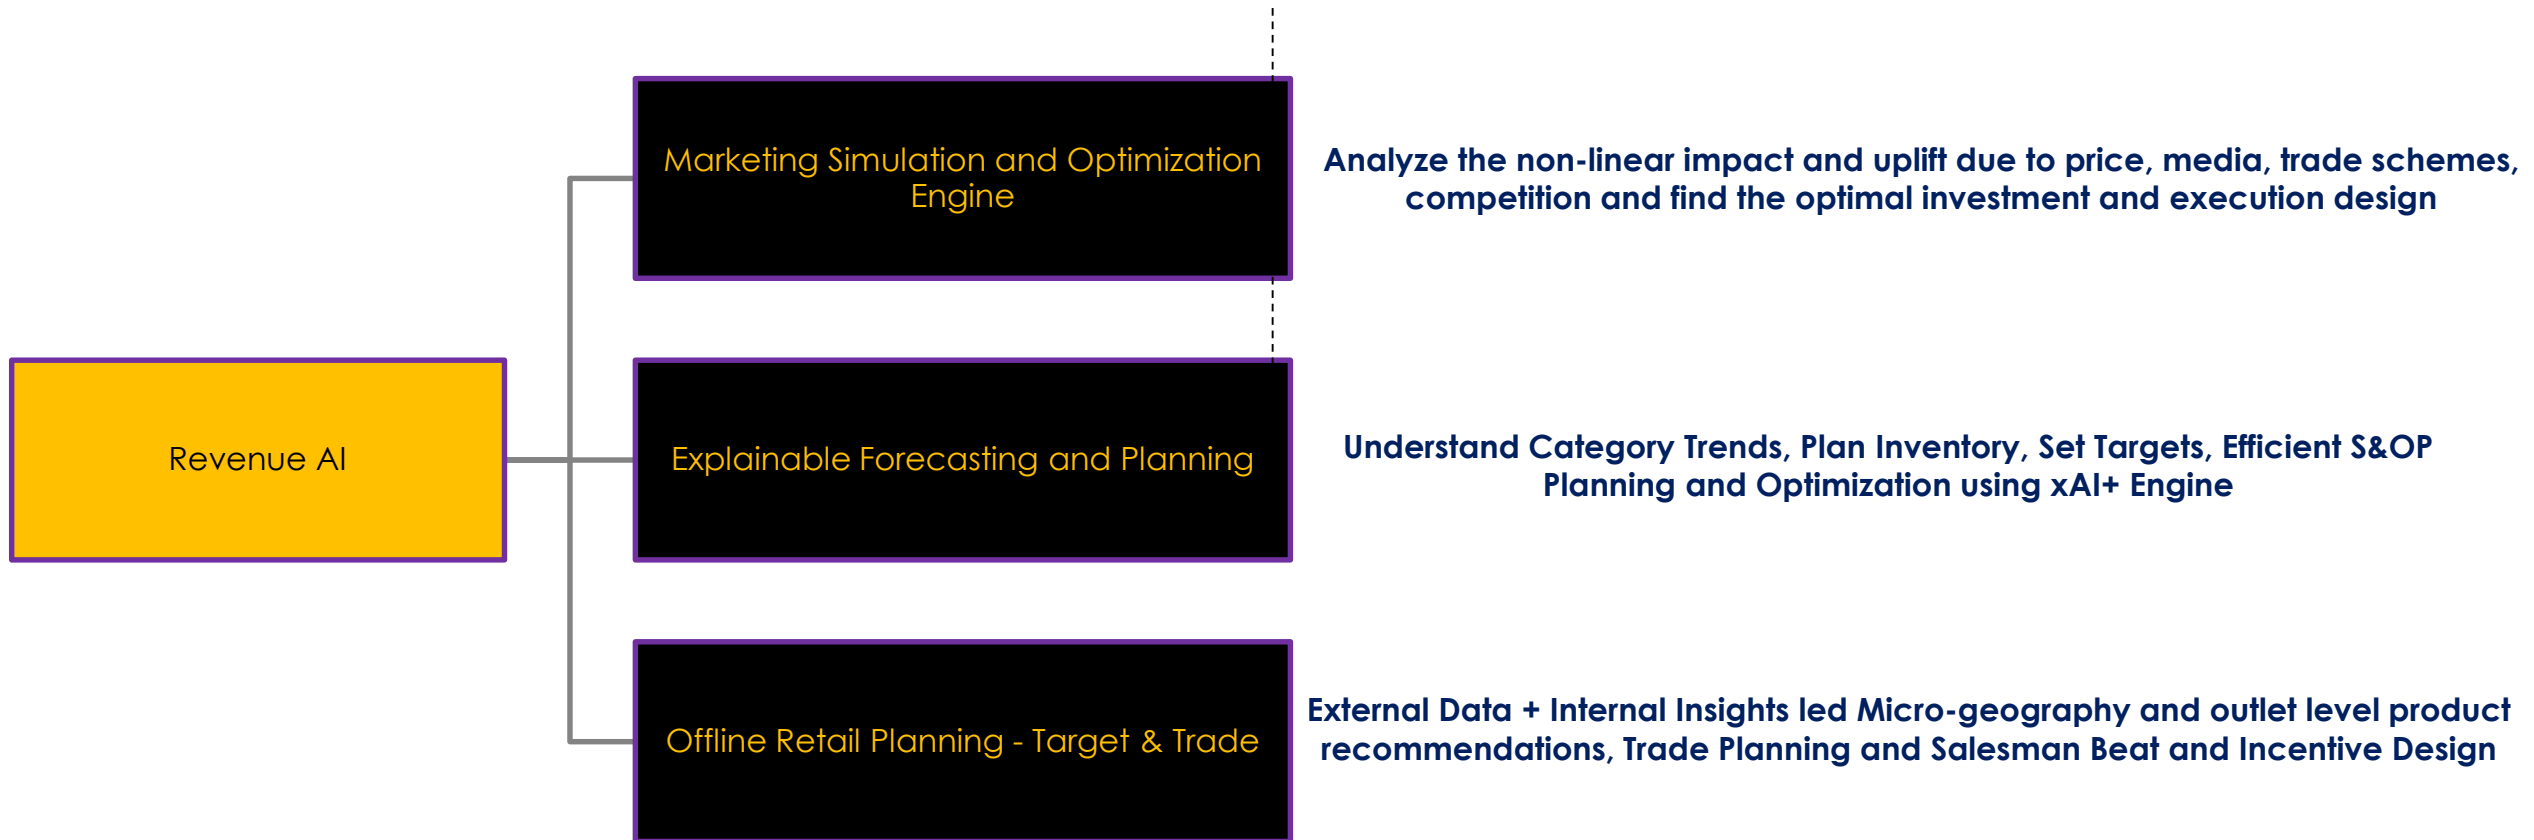 Marketing Simulation and Optimization
Engine
Analyze the non-linear impact and uplift due to price, media, trade schemes,
competition and find the optimal investment and execution design
Revenue AI
Explainable Forecasting and Planning
Understand Category Trends, Plan Inventory, Set Targets, Efficient S&OP
Planning and Optimization using xAI+ Engine
Offline Retail Planning - Target & Trade
External Data + Internal Insights led Micro-geography and outlet level product
recommendations, Trade Planning and Salesman Beat and Incentive Design